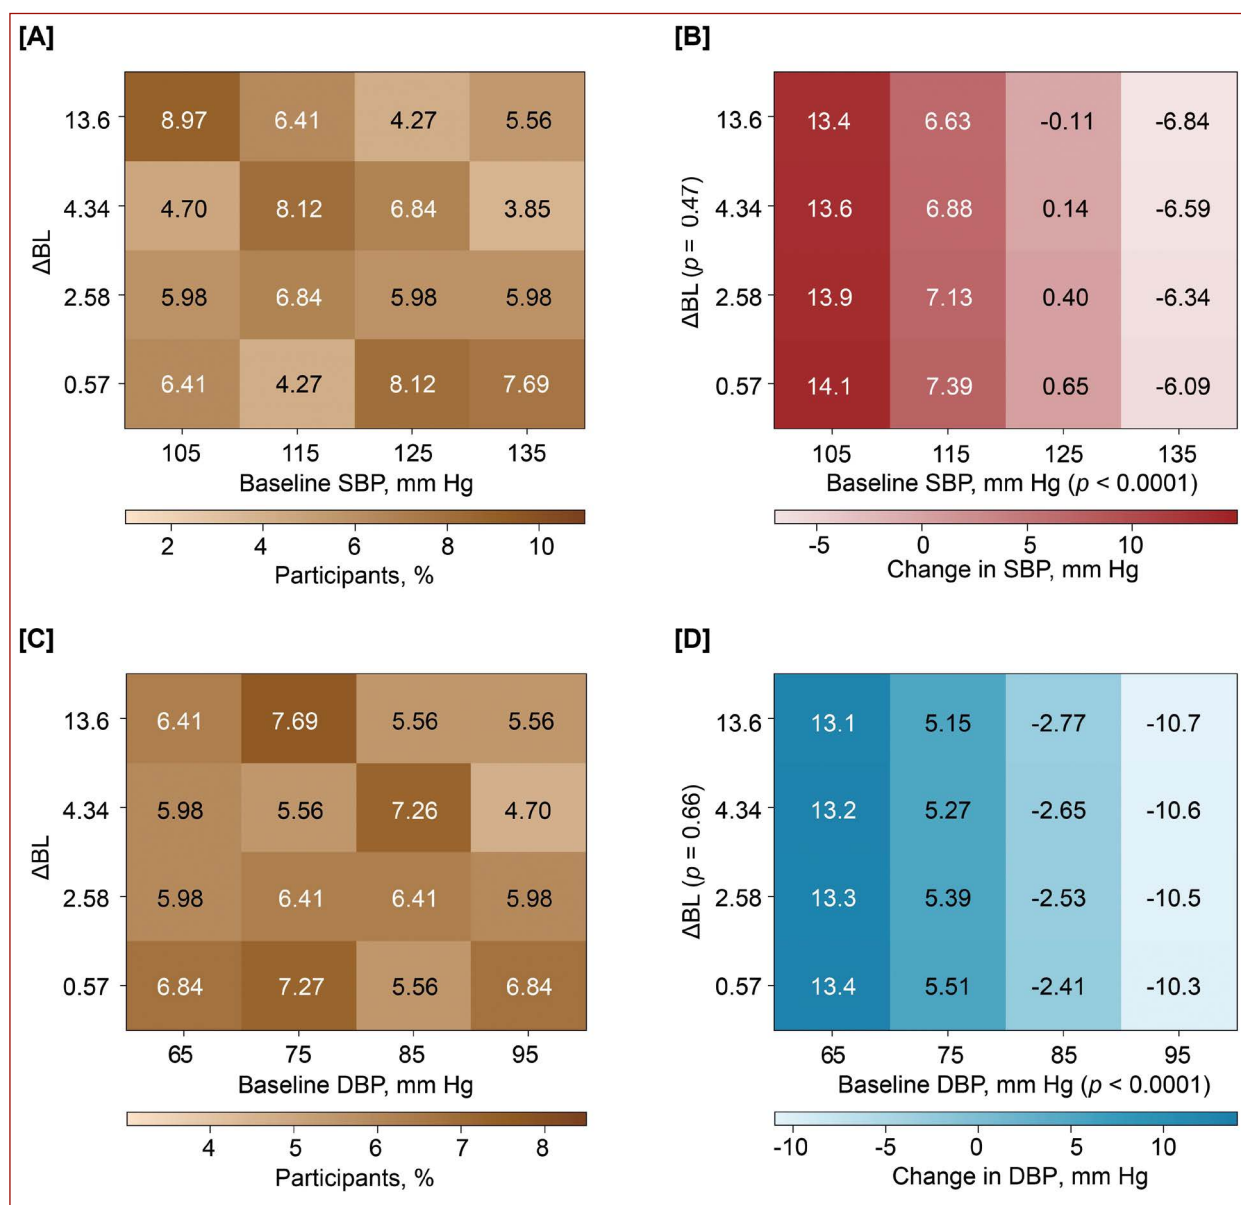 [A]
13.6 8.97 6.41 4.27 5.56
4.34 4.70 8.12 6.84 3.85
2.58 5.98 6.84 5.98 5.98
0.57 6.41 4.27 8.12 7.69
ΔBL
105 115 125 135
Baseline SBP, mm Hg
2 4 6 8 10
Participants, %
[B]
13.6 13.4 6.63 -0.11 -6.84
4.34 13.6 6.88 0.14 -6.59
2.58 13.9 7.13 0.40 -6.34
0.57 14.1 7.39 0.65 -6.09
ΔBL (p = 0.47)
105 115 125 135
Baseline SBP, mm Hg (p < 0.0001)
-5 0 5 10
Change in SBP, mm Hg
[C]
13.6 6.41 7.69 5.56 5.56
4.34 5.98 5.56 7.26 4.70
2.58 5.98 6.41 6.41 5.98
0.57 6.84 7.27 5.56 6.84
ΔBL
65 75 85 95
Baseline DBP, mm Hg
4 5 6 7 8
Participants, %
[D]
13.6 13.1 5.15 -2.77 -10.7
4.34 13.2 5.27 -2.65 -10.6
2.58 13.3 5.39 -2.53 -10.5
0.57 13.4 5.51 -2.41 -10.3
ΔBL (p = 0.66)
65 75 85 95
Baseline DBP, mm Hg (p < 0.0001)
-10 -5 0 5 10
Change in DBP, mm Hg